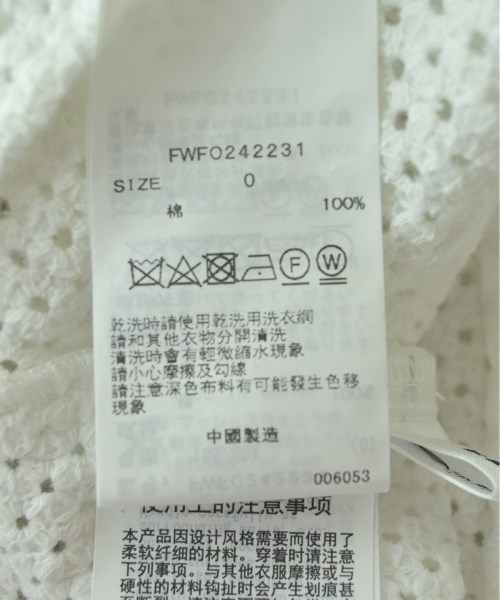 FWFO242231
SIZE 0
棉 100%
F W
乾洗時請使用乾洗用洗衣網
請和其他衣物分開清洗
清洗時會有輕微縮水現象
請小心摩擦及勾線
請注意深色布料有可能發生色移
現象
中國製造
006053
使用上的注意事项
本产品因设计风格需要而使用了
柔软纤细的材料。穿着时请注意
下列事项。与其他衣服摩擦或与
硬性的材料钩扯时会产生划痕甚